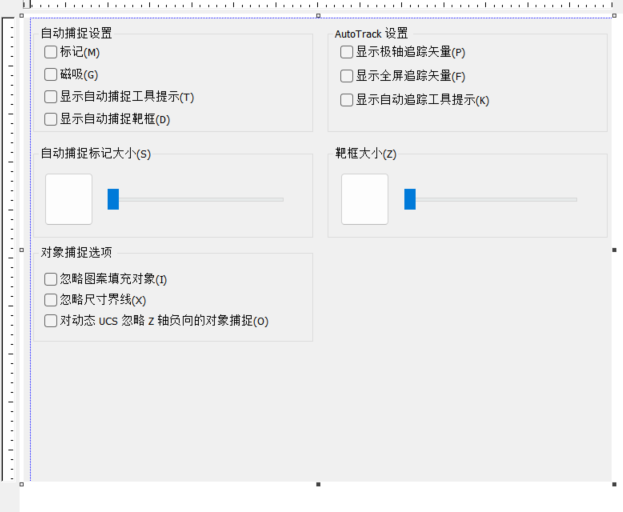 自动捕捉设置
标记(M)
磁吸(G)
显示自动捕捉工具提示(T)
显示自动捕捉靶框(D)
AutoTrack 设置
显示极轴追踪矢量(P)
显示全屏追踪矢量(F)
显示自动追踪工具提示(K)
自动捕捉标记大小(S)
靶框大小(Z)
对象捕捉选项
忽略图案填充对象(I)
忽略尺寸界线(X)
对动态 UCS 忽略 Z 轴负向的对象捕捉(O)